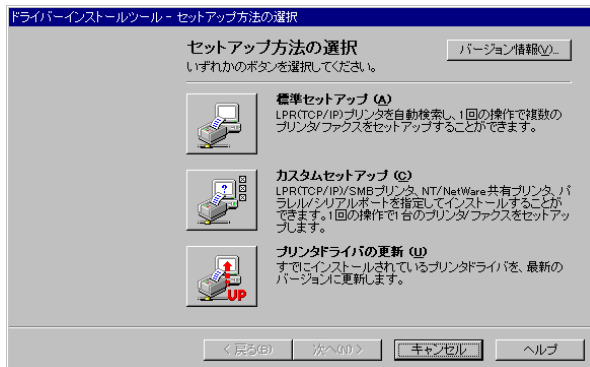 ドライバーインストールツール - セットアップ方法の選択
セットアップ方法の選択
バージョン情報(V)...
いずれかのボタンを選択してください。
標準セットアップ (A)
LPR(TCP/IP)プリンタを自動検索し、1回の操作で複数の
プリンタ/ファクスをセットアップすることができます。
カスタムセットアップ (C)
LPR(TCP/IP)/SMBプリンタ、NT/NetWare共有プリンタ、パ
ラレル/シリアルポートを指定してインストールすることが
できます。1回の操作で1台のプリンタ/ファクスをセットアッ
プします。
プリンタドライバの更新 (U)
すでにインストールされているプリンタドライバを、最新の
バージョンに更新します。
UP
< 戻る(B)
次へ(N) >
キャンセル
ヘルプ